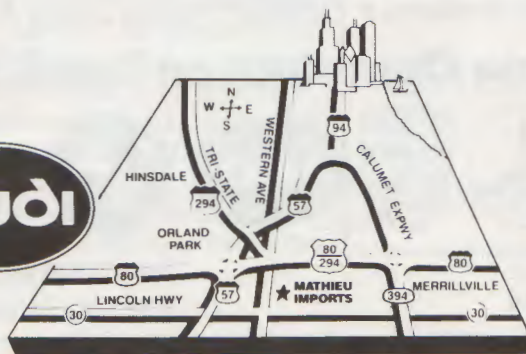 N
W E
S
94
HINSDALE
TRI-STATE
WESTERN AVE
CALUMET EXPWY
294
57
ORLAND
PARK
80
294
80
80
57
★ MATHIEU
IMPORTS
394
MERRILLVILLE
LINCOLN HWY
30
30